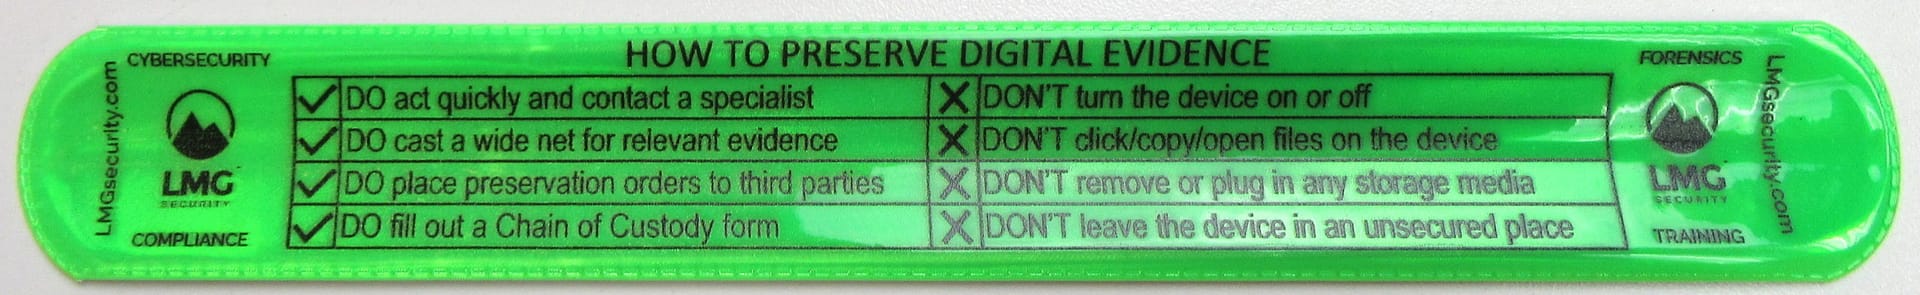 HOW TO PRESERVE DIGITAL EVIDENCE
LMGsecurity.com
CYBERSECURITY
LMG
SECURITY
COMPLIANCE
DO act quickly and contact a specialist
DO cast a wide net for relevant evidence
DO place preservation orders to third parties
DO fill out a Chain of Custody form
DON'T turn the device on or off
DON'T click/copy/open files on the device
DON'T remove or plug in any storage media
DON'T leave the device in an unsecured place
FORENSICS
LMG
SECURITY
TRAINING
LMGsecurity.com